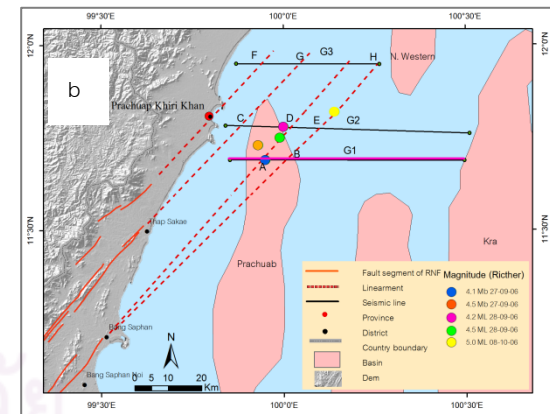 99°30'E
100°0'E
100°30'E
12°0'N
12°0'N
b
F
G
G3
H
N. Western
Prachuap Khiri Khan
C
D
E
G2
G1
A
B
11°30'N
11°30'N
Thap Sakae
Prachuab
Kra
Bang Saphan
Bang Saphan Noi
N
0 5 10 20
Km
Fault segment of RNF
Linearment
Seismic line
Province
District
Country boundary
Basin
Dem
Magnitude (Ricther)
4.1 Mb 27-09-06
4.5 Mb 27-09-06
4.2 ML 28-09-06
4.5 ML 28-09-06
5.0 ML 08-10-06
99°30'E
100°0'E
100°30'E